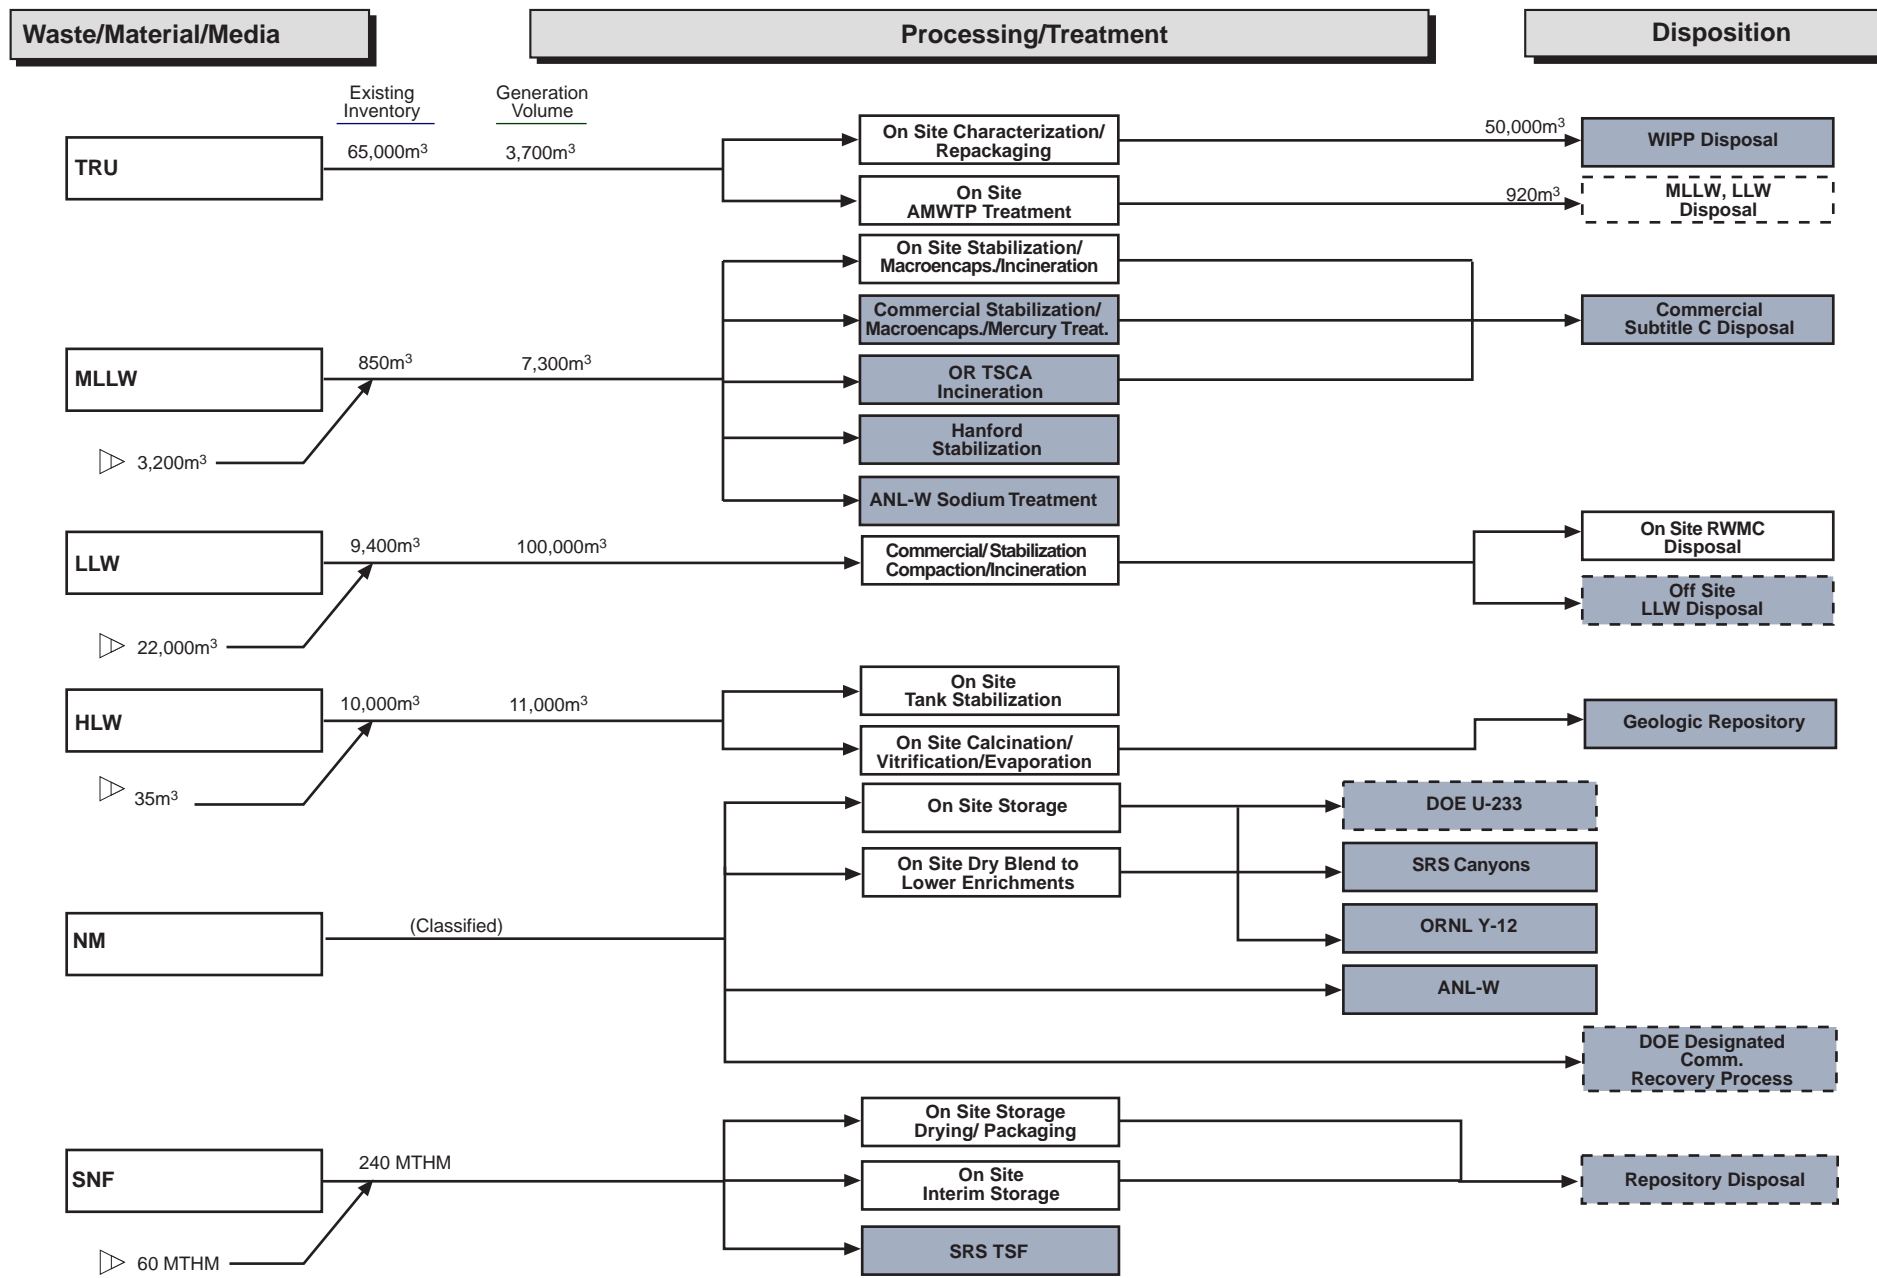 Waste/Material/Media
Processing/Treatment
Disposition
Existing
Inventory
Generation
Volume
TRU
65,000m³
3,700m³
On Site Characterization/
Repackaging
50,000m³
WIPP Disposal
On Site
AMWTP Treatment
920m³
MLLW, LLW
Disposal
MLLW
850m³
7,300m³
3,200m³
On Site Stabilization/
Macroencaps./Incineration
Commercial Stabilization/
Macroencaps./Mercury Treat.
OR TSCA
Incineration
Hanford
Stabilization
ANL-W Sodium Treatment
Commercial
Subtitle C Disposal
LLW
9,400m³
100,000m³
22,000m³
Commercial/Stabilization
Compaction/Incineration
On Site RWMC
Disposal
Off Site
LLW Disposal
HLW
10,000m³
11,000m³
35m³
On Site
Tank Stabilization
On Site Calcination/
Vitrification/Evaporation
Geologic Repository
NM
(Classified)
On Site Storage
On Site Dry Blend to
Lower Enrichments
DOE U-233
SRS Canyons
ORNL Y-12
ANL-W
DOE Designated
Comm.
Recovery Process
SNF
240 MTHM
60 MTHM
On Site Storage
Drying/ Packaging
On Site
Interim Storage
SRS TSF
Repository Disposal